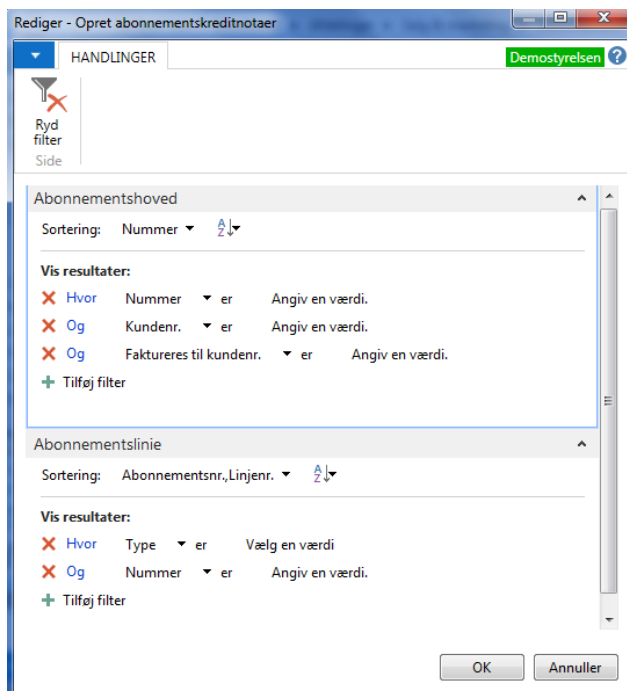 Rediger - Opret abonnementskreditnotaer
HANDLINGER
Demostyrelsen
Ryd
filter
Side
Abonnementshoved
Sortering: Nummer
Vis resultater:
Hvor Nummer er Angiv en værdi.
Og Kundenr. er Angiv en værdi.
Og Faktureres til kundenr. er Angiv en værdi.
Tilføj filter
Abonnementslinie
Sortering: Abonnementsnr.,Linjenr.
Vis resultater:
Hvor Type er Vælg en værdi
Og Nummer er Angiv en værdi.
Tilføj filter
OK Annuller